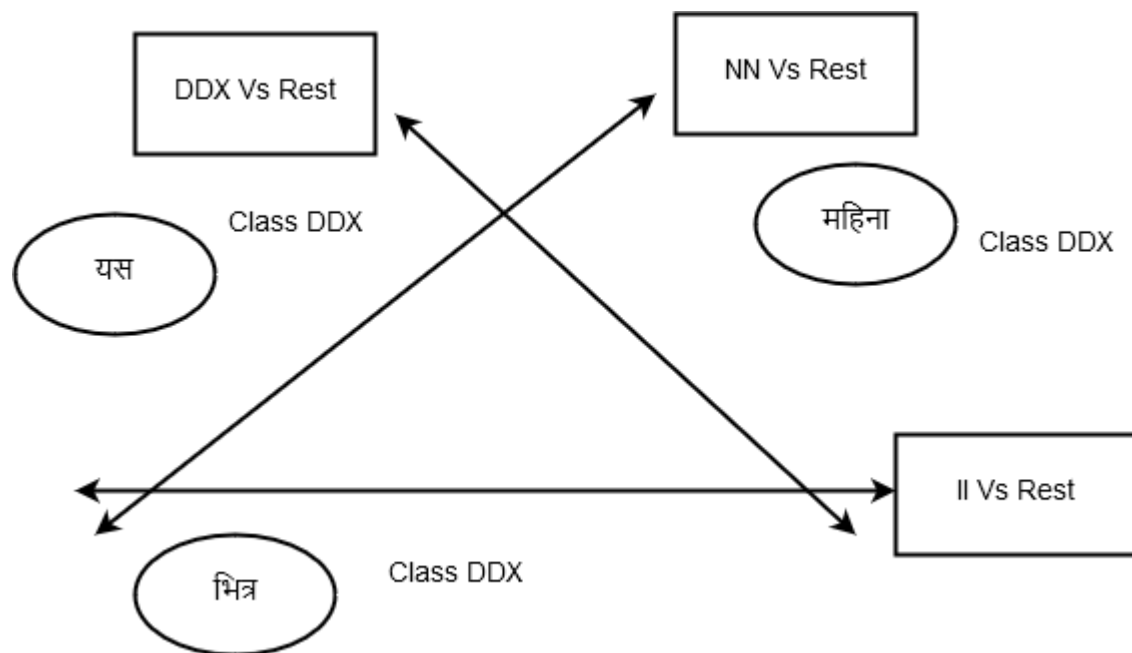 DDX Vs Rest
NN Vs Rest
Class DDX
महिना
Class DDX
यस
II Vs Rest
भित्र
Class DDX